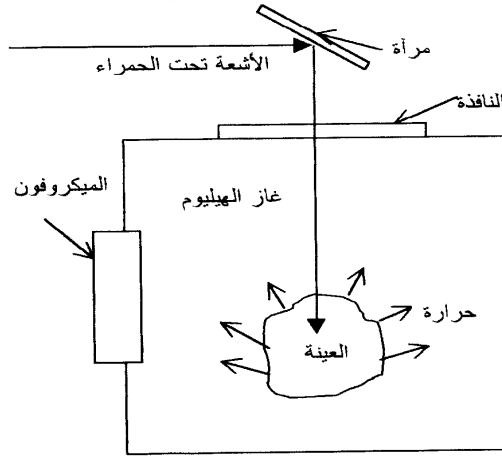 مرآة
الأشعة تحت الحمراء
النافذة
الميكروفون
غاز الهيليوم
حرارة
العينة